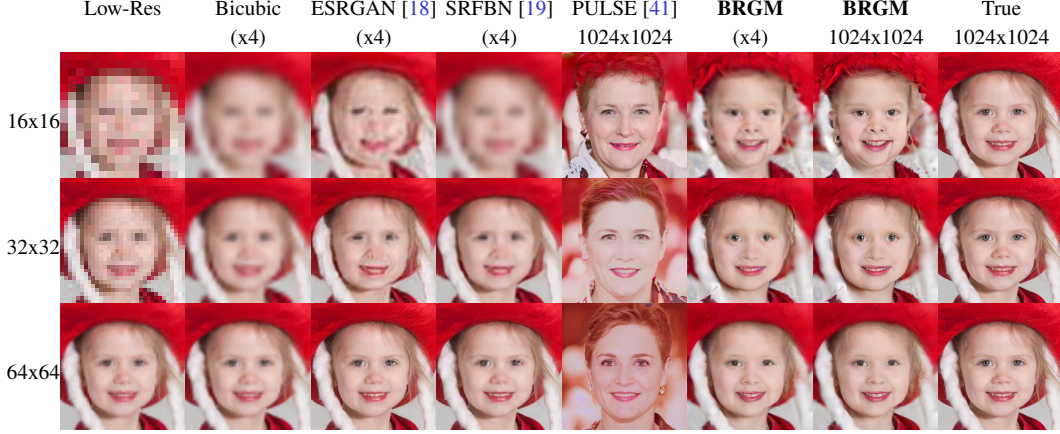 Low-Res Bicubic ESRGAN [18] SRFBN [19] PULSE [41] BRGM BRGM True
(x4) (x4) (x4) 1024x1024 (x4) 1024x1024 1024x1024
16x16
32x32
64x64